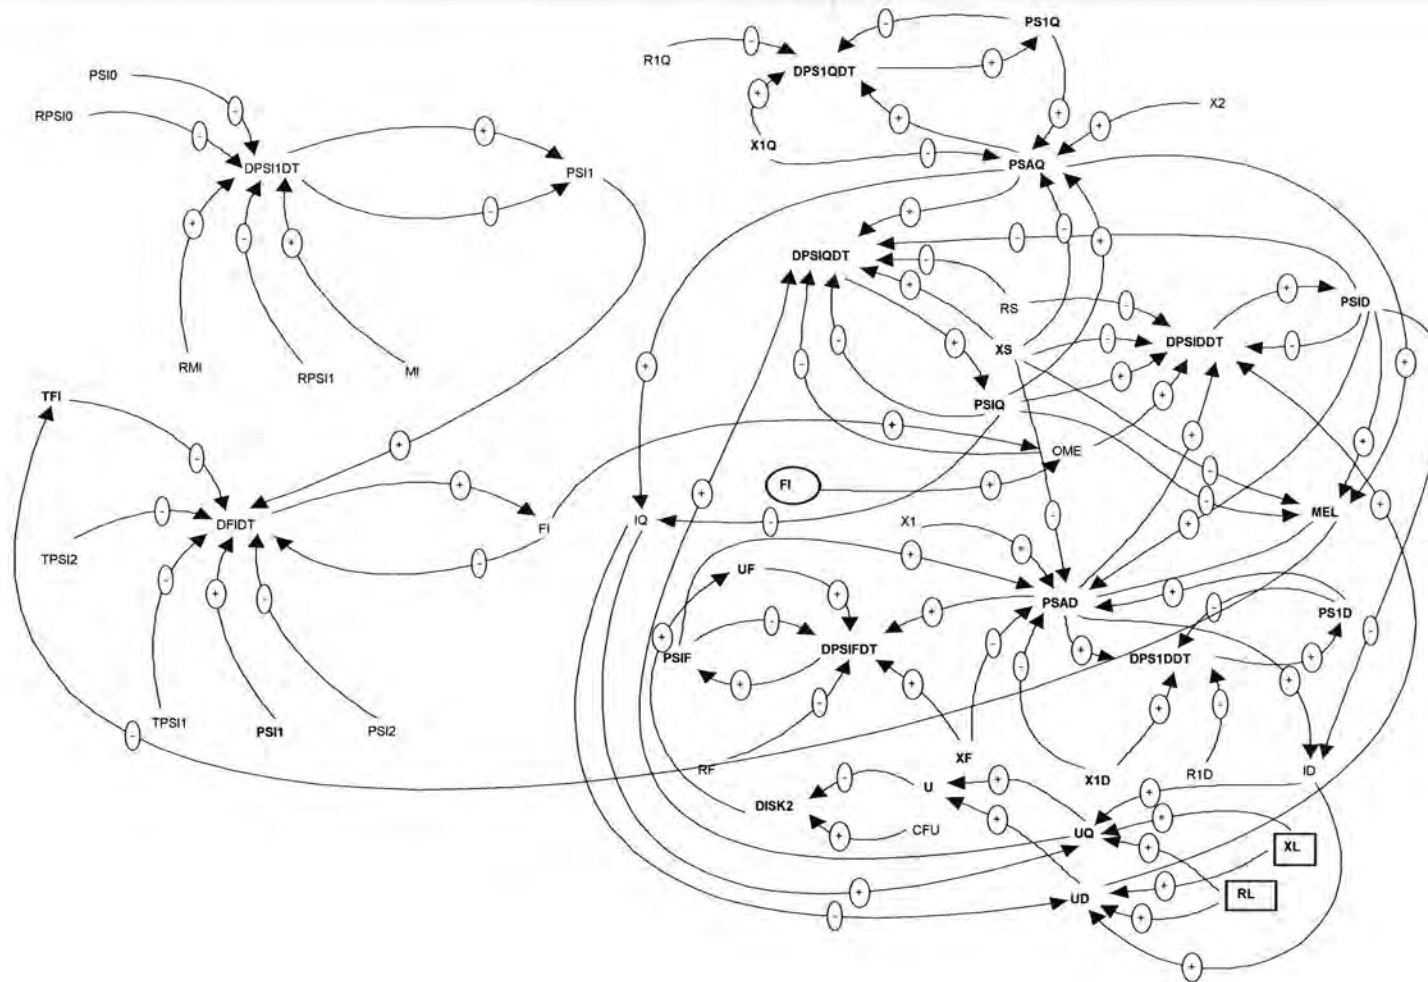 PS1Q
R1Q
DPS1QDT
PSI0
RPSI0
X2
X1Q
PSAQ
DPSI1DT
PSI1
DPSIQDT
RS
PSID
XS
DPSIDDT
RMI
RPSI1
MI
TFI
PSIQ
OME
FI
MEL
IQ
X1
DFIDT
FI
TPSI2
UF
PSAD
PS1D
PSIF
DPSIFDT
DPS1DDT
TPSI1
PSI1
PSI2
RF
XF
X1D
R1D
ID
U
DISK2
CFU
UQ
XL
UD
RL